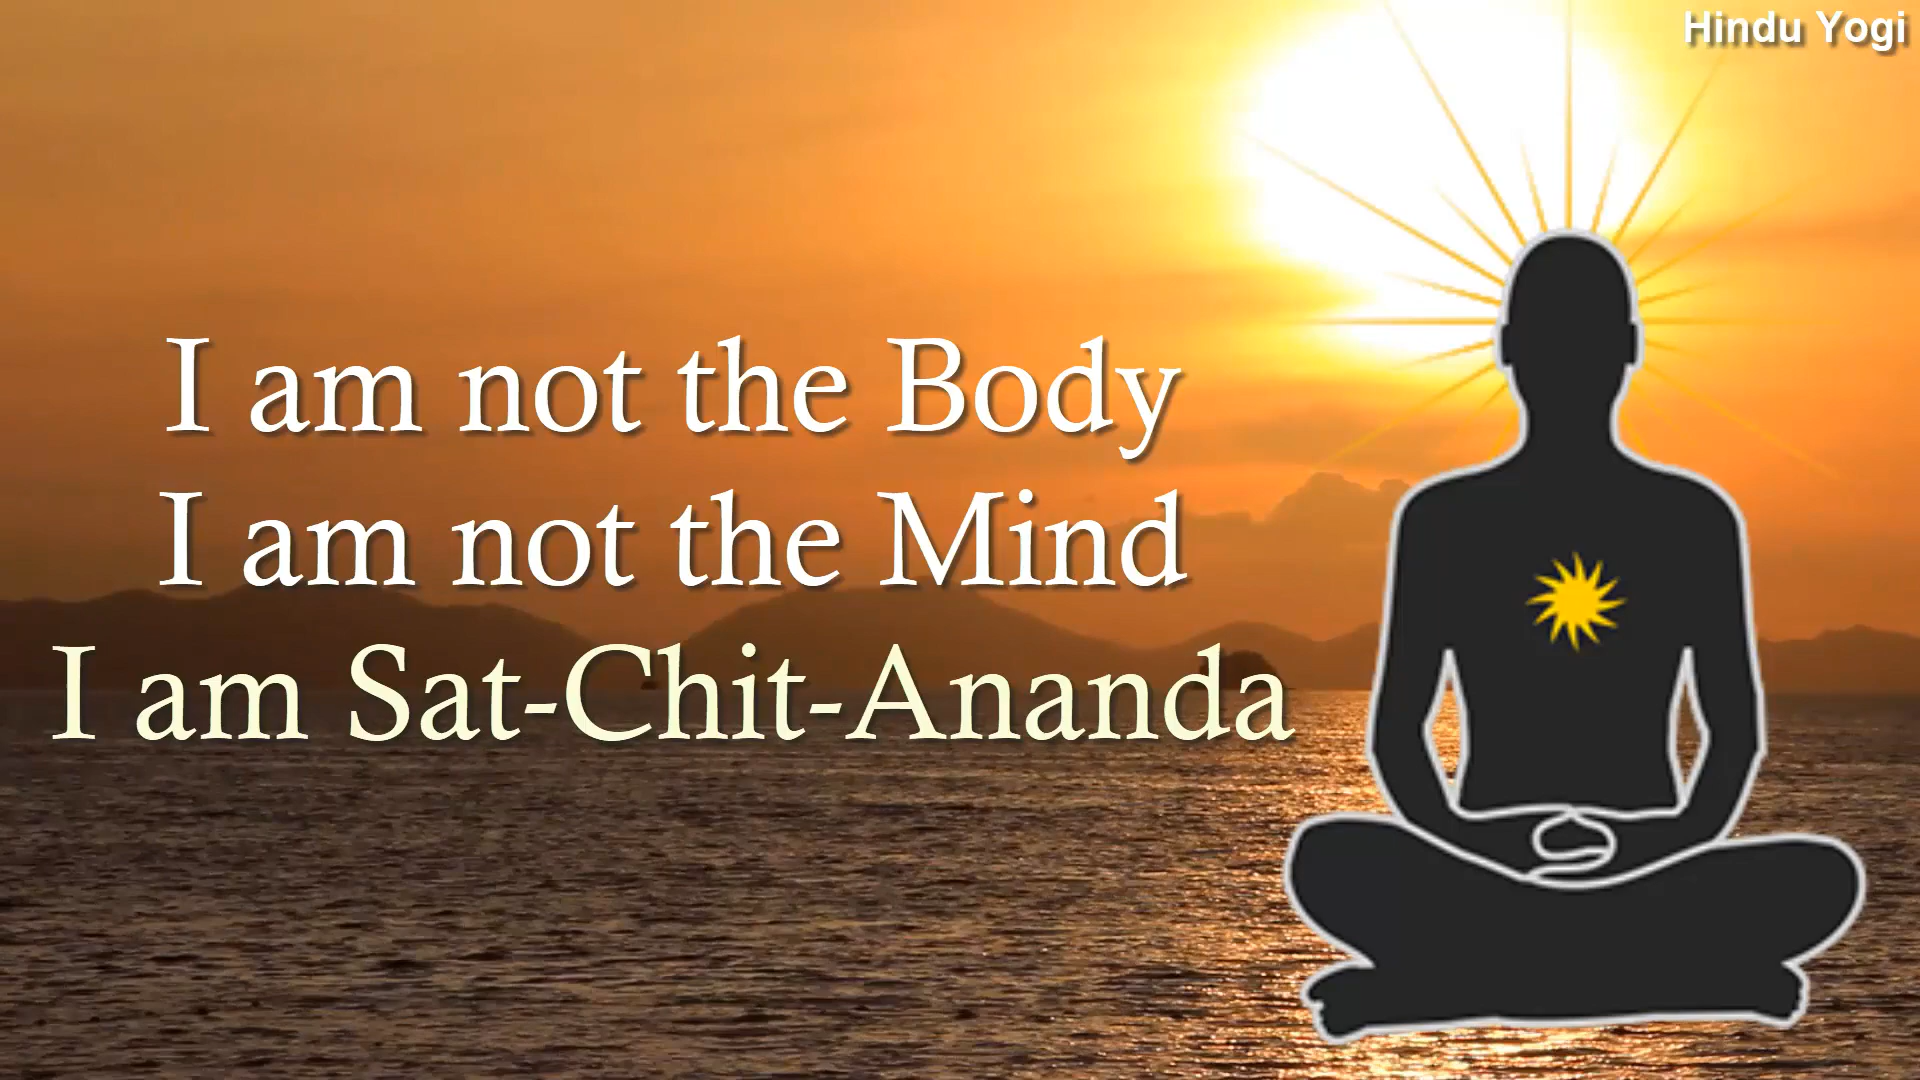 Hindu Yogi
I am not the Body
I am not the Mind
I am Sat-Chit-Ananda